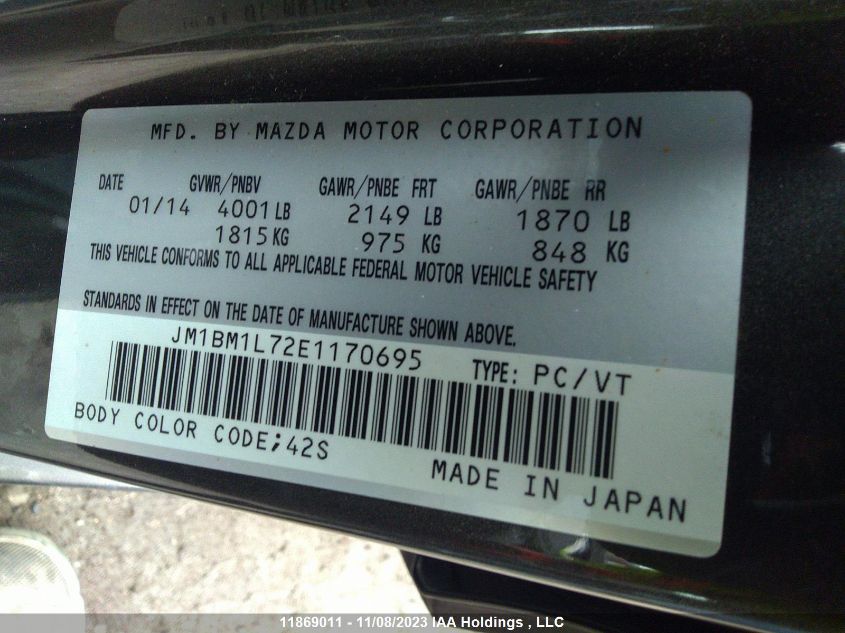 MFD. BY MAZDA MOTOR CORPORATION
DATE GVWR/PNBV GAWR/PNBE FRT GAWR/PNBE RR
01/14 4001 LB 2149 LB 1870 LB
1815 KG 975 KG 848 KG
THIS VEHICLE CONFORMS TO ALL APPLICABLE FEDERAL MOTOR VEHICLE SAFETY
STANDARDS IN EFFECT ON THE DATE OF MANUFACTURE SHOWN ABOVE.
JM1BM1L72E1170695 TYPE: PC/VT
BODY COLOR CODE;42S MADE IN JAPAN
11869011 - 11/08/2023 IAA Holdings , LLC